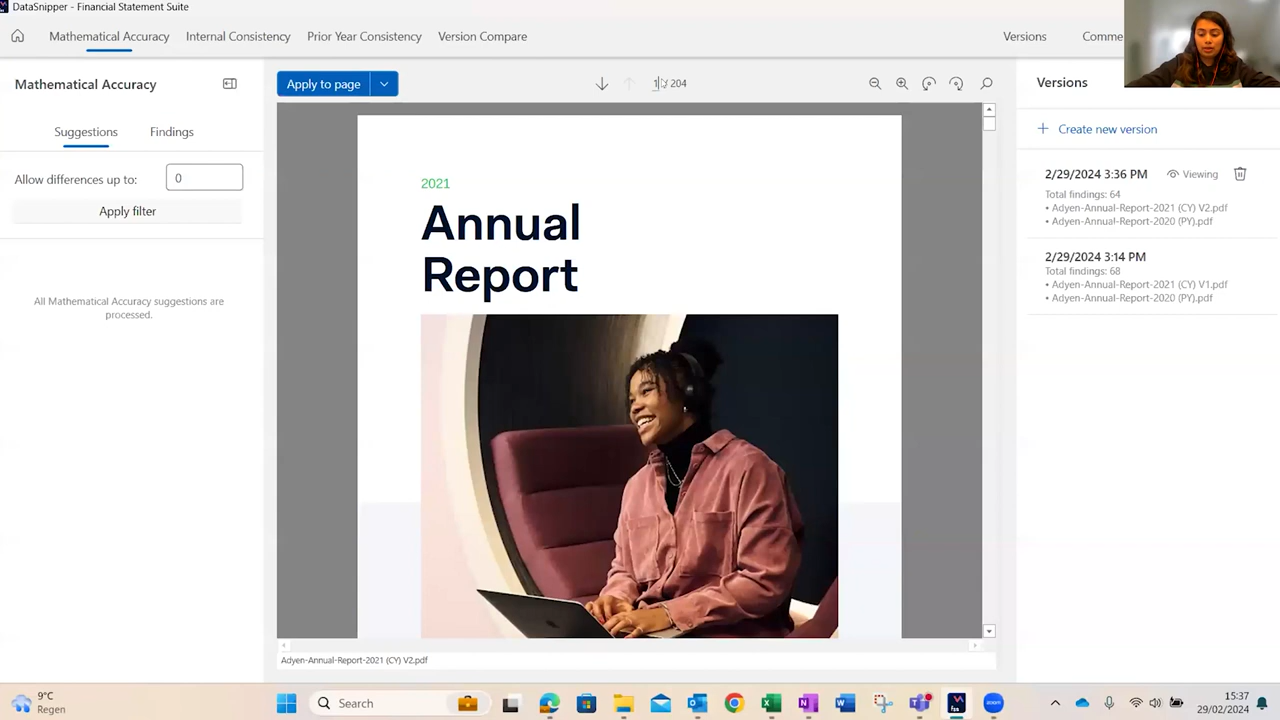 DataSnipper - Financial Statement Suite
Mathematical Accuracy
Internal Consistency
Prior Year Consistency
Version Compare
Versions
Comme
Mathematical Accuracy
Suggestions
Findings
Allow differences up to:
0
Apply filter
All Mathematical Accuracy suggestions are
processed.
Apply to page
1 / 204
2021
Annual
Report
Adyen-Annual-Report-2021 (CY) V2.pdf
Versions
Create new version
2/29/2024 3:36 PM
Viewing
Total findings: 64
• Adyen-Annual-Report-2021 (CY) V2.pdf
• Adyen-Annual-Report-2020 (PY).pdf
2/29/2024 3:14 PM
Total findings: 68
• Adyen-Annual-Report-2021 (CY) V1.pdf
• Adyen-Annual-Report-2020 (PY).pdf
9°C
Regen
Search
15:37
29/02/2024